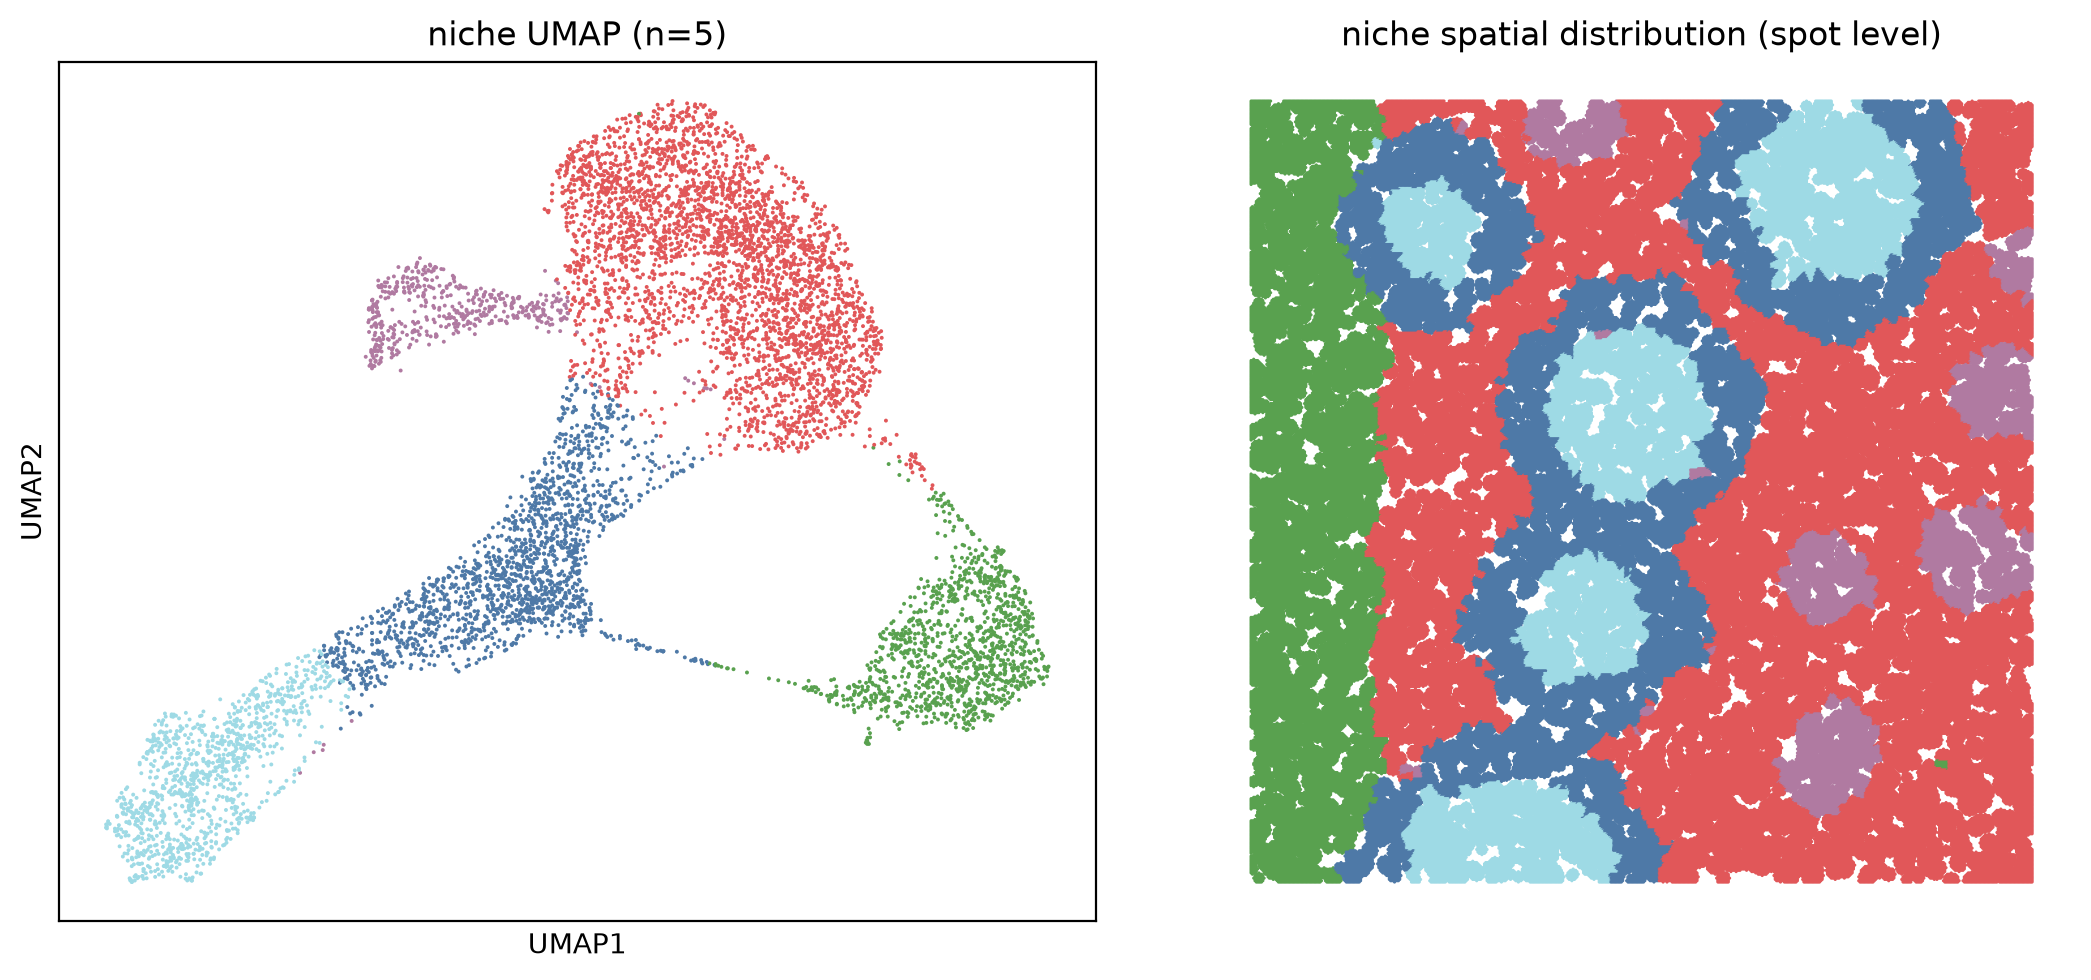 niche UMAP (n=5)
niche spatial distribution (spot level)
UMAP2
UMAP1